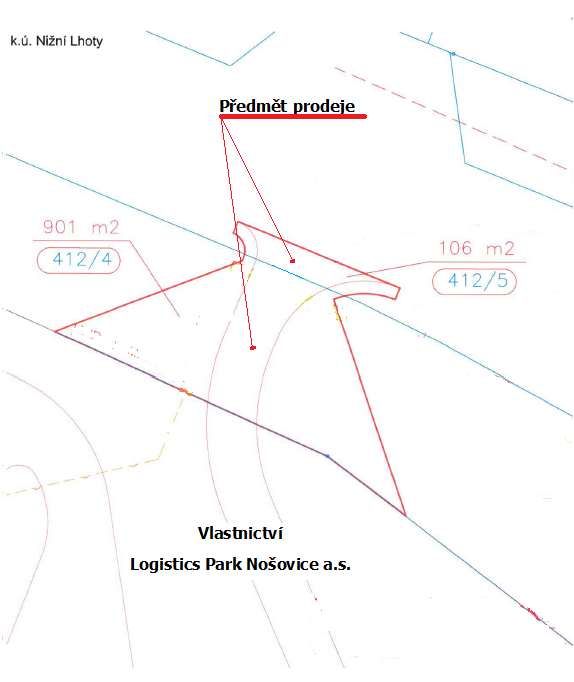 k.ú. Nižní Lhoty
Předmět prodeje
901 m2
412/4
106 m2
412/5
Vlastnictví
Logistics Park Nošovice a.s.